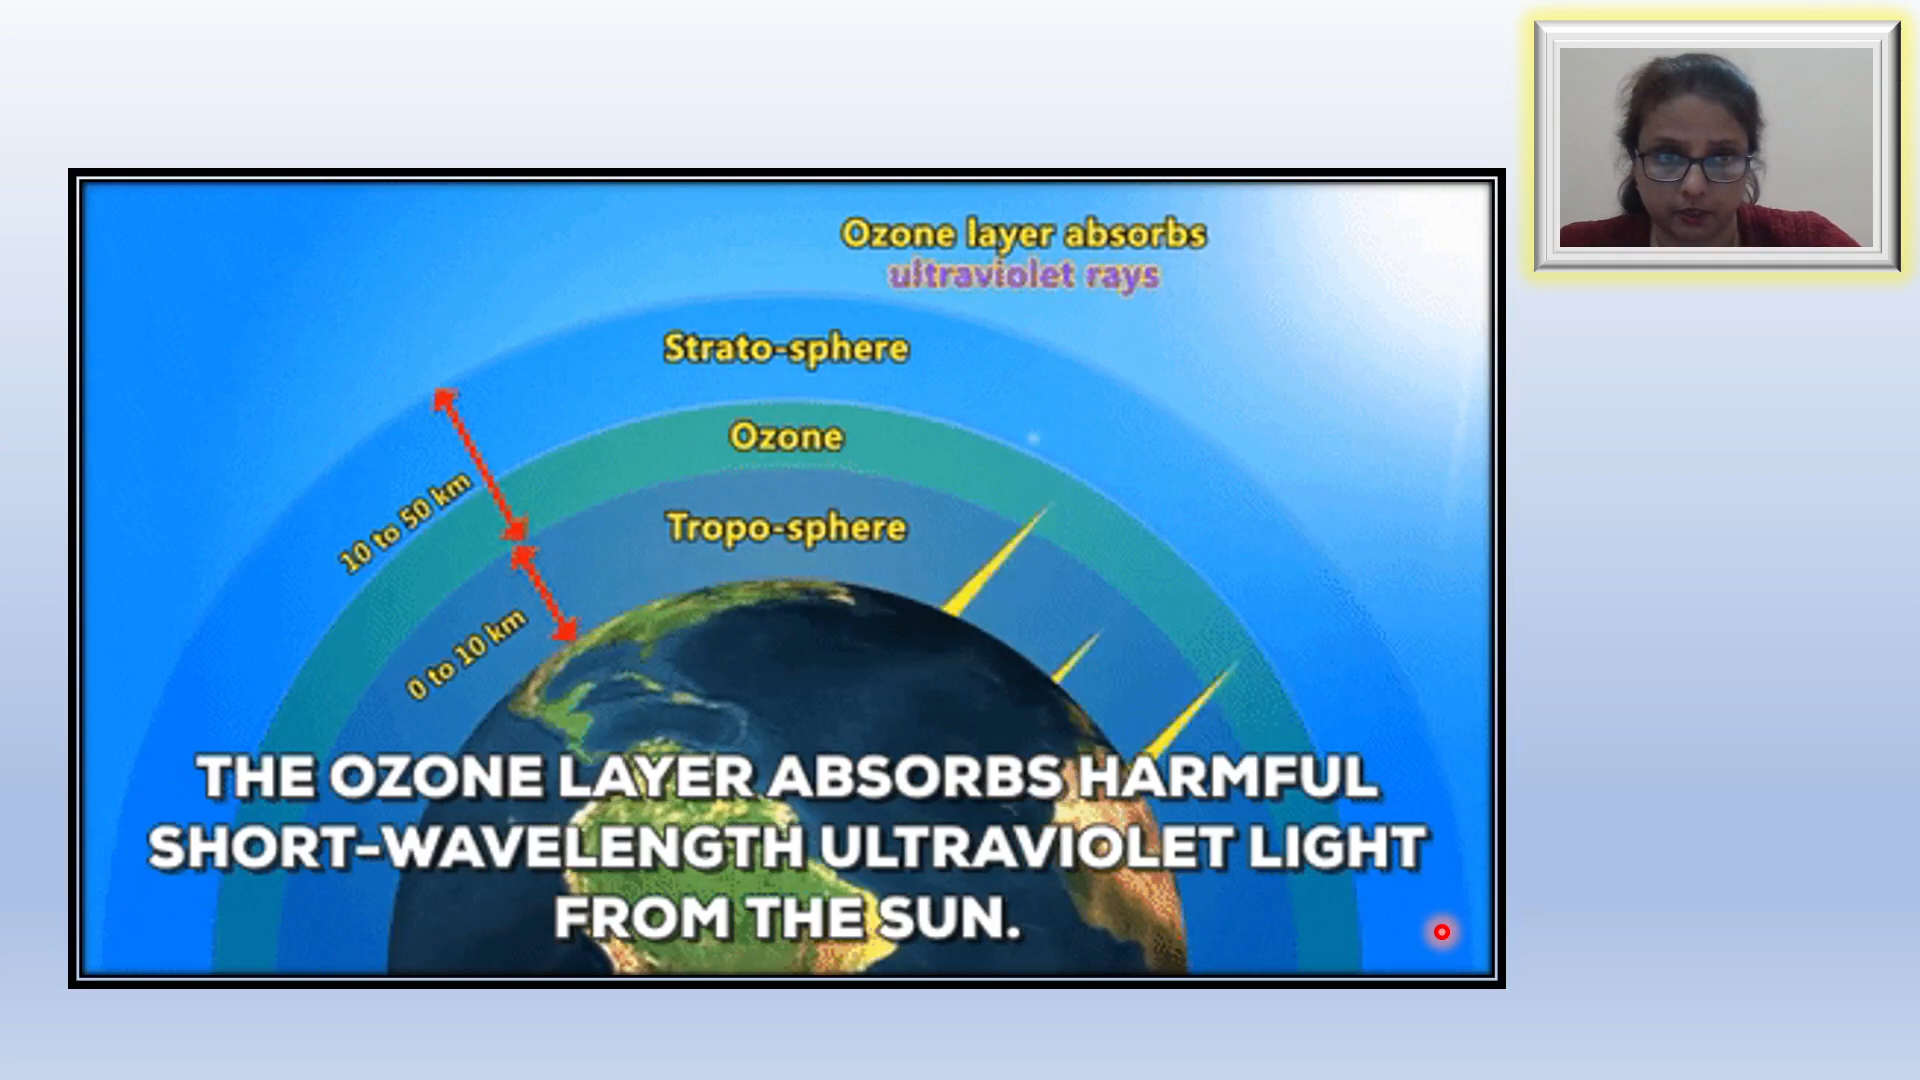 Ozone layer absorbs
ultraviolet rays
Strato-sphere
Ozone
10 to 50 km
Tropo-sphere
0 to 10 km
THE OZONE LAYER ABSORBS HARMFUL
SHORT-WAVELENGTH ULTRAVIOLET LIGHT
FROM THE SUN.